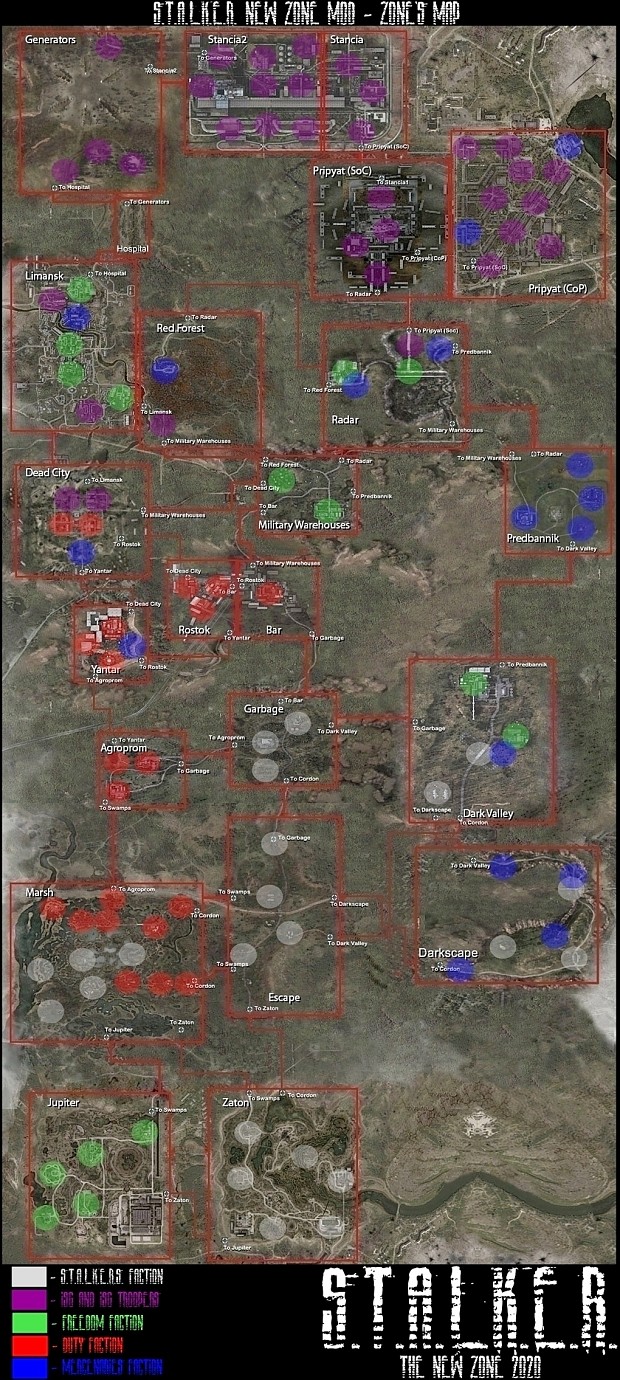 S.T.A.L.K.E.R. NEW ZONE MOD - ZONE'S MAP
Generators
To Stancia2
To Hospital
Stancia2
To Generators
Stancia
To Pripyat (SoC)
Pripyat (SoC)
To Stancia1
To Pripyat (CoP)
To Radar
To Pripyat (SoC)
Pripyat (CoP)
To Generators
Hospital
Limansk
To Hospital
Red Forest
To Radar
To Limansk
To Military Warehouses
To Pripyat (Soc)
To Predbannik
To Red Forest
Radar
To Military Warehouses
Dead City
To Limansk
To Military Warehouses
To Rostok
To Yantar
To Red Forest
To Radar
To Dead City
To Predbannik
To Bar
Military Warehouses
To Military Warehouses
To Radar
Predbannik
To Dark Valley
To Dead City
To Bar
Rostok
To Yantar
To Military Warehouses
To Rostok
Bar
To Garbage
To Dead City
Yantar
To Rostok
To Agroprom
To Predbannik
To Garbage
To Darkscape
Dark Valley
To Cordon
Garbage
To Bar
To Agroprom
To Dark Valley
To Cordon
To Yantar
Agroprom
To Garbage
To Swamps
To Garbage
To Swamps
To Darkscape
To Swamps
To Dark Valley
Escape
To Zaton
To Dark Valley
Darkscape
To Cordon
Marsh
To Agroprom
To Cordon
To Cordon
To Zaton
To Jupiter
Jupiter
To Swamps
To Zaton
Zaton
To Swamps
To Cordon
To Jupiter
- S.T.A.L.K.E.R.S. FACTION
- ISG AND ISG TROOPERS
- FREEDOM FACTION
- DUTY FACTION
- MERCENARIES FACTION
S.T.A.L.K.E.R.
THE NEW ZONE 2020